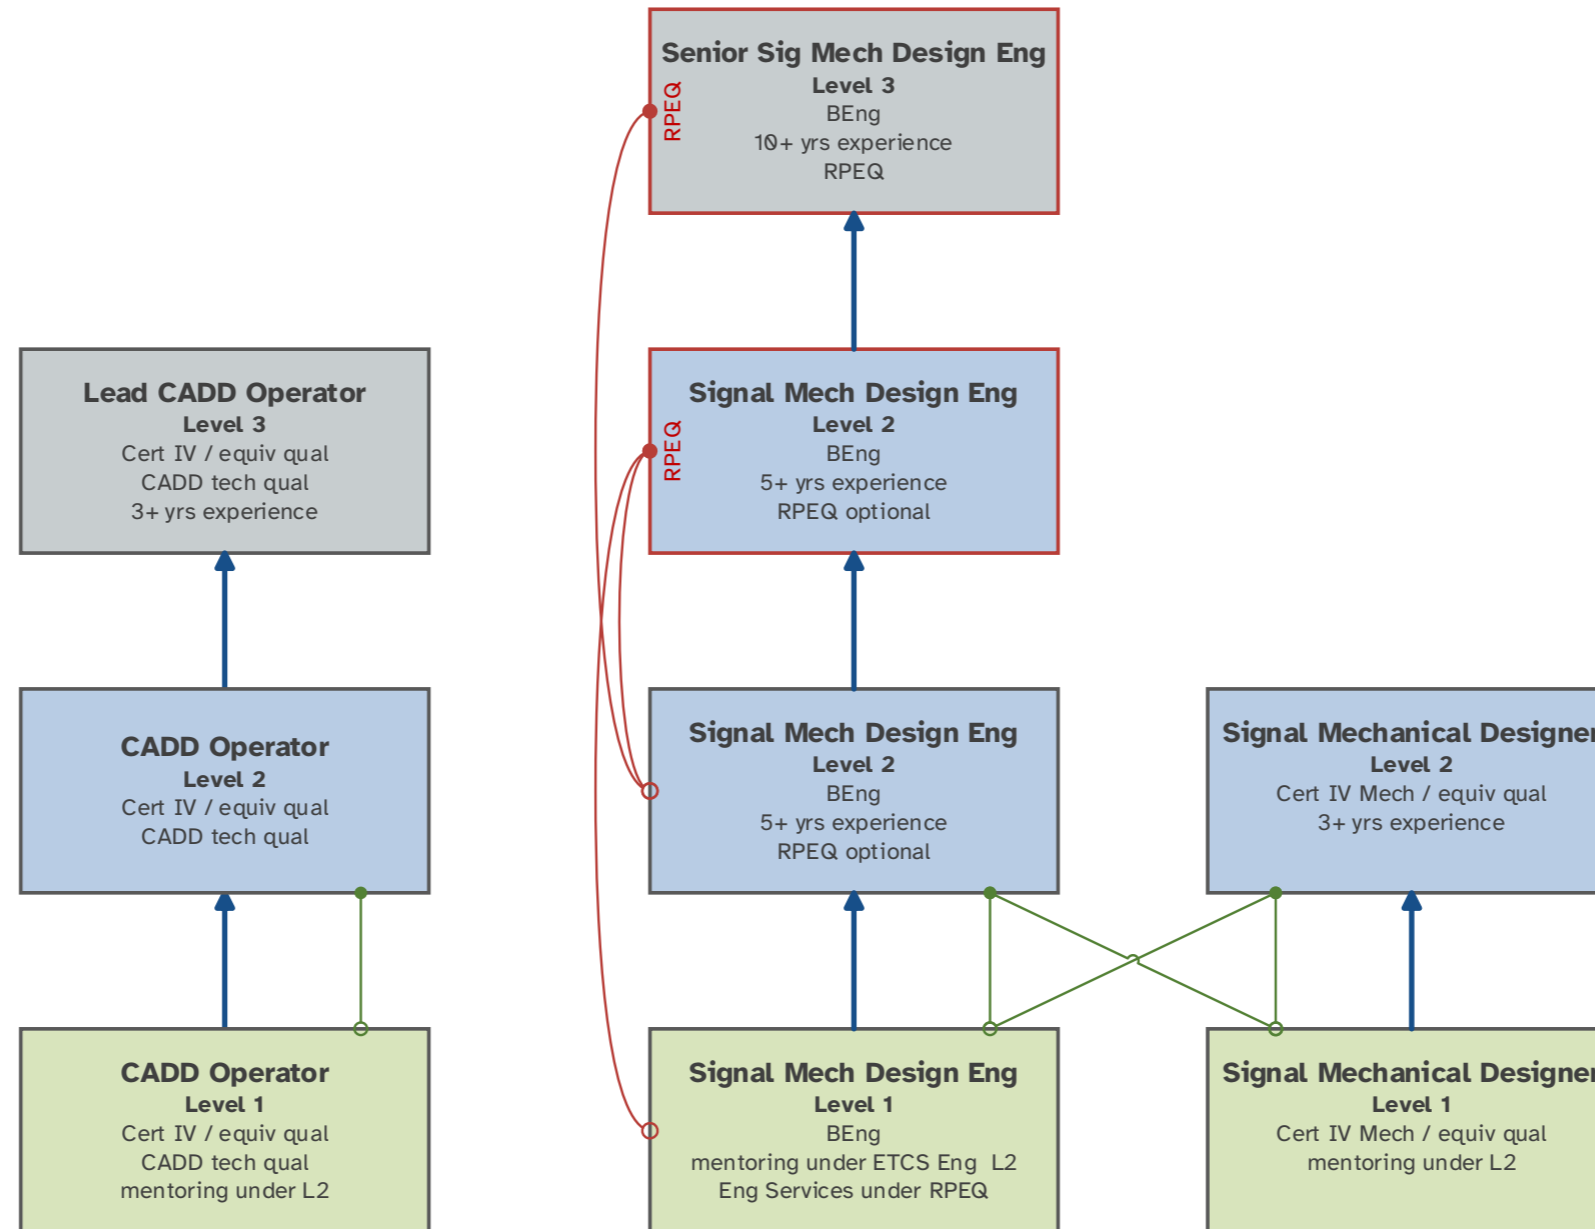 Senior Sig Mech Design Eng
Level 3
BEng
10+ yrs experience
RPEQ
RPEQ
Lead CADD Operator
Level 3
Cert IV / equiv qual
CADD tech qual
3+ yrs experience
Signal Mech Design Eng
Level 2
BEng
5+ yrs experience
RPEQ optional
RPEQ
CADD Operator
Level 2
Cert IV / equiv qual
CADD tech qual
Signal Mech Design Eng
Level 2
BEng
5+ yrs experience
RPEQ optional
Signal Mechanical Designer
Level 2
Cert IV Mech / equiv qual
3+ yrs experience
CADD Operator
Level 1
Cert IV / equiv qual
CADD tech qual
mentoring under L2
Signal Mech Design Eng
Level 1
BEng
mentoring under ETCS Eng  L2
Eng Services under RPEQ
Signal Mechanical Designer
Level 1
Cert IV Mech / equiv qual
mentoring under L2